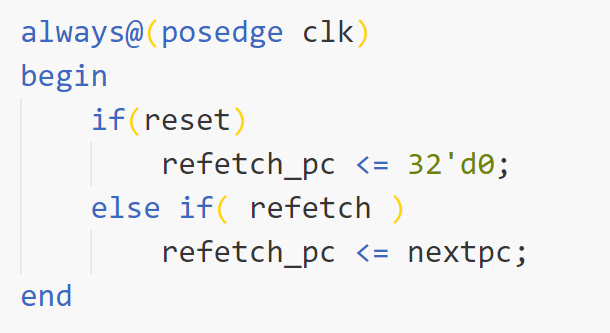 always@(posedge clk)
begin
    if(reset)
        refetch_pc <= 32'd0;
    else if( refetch )
        refetch_pc <= nextpc;
end